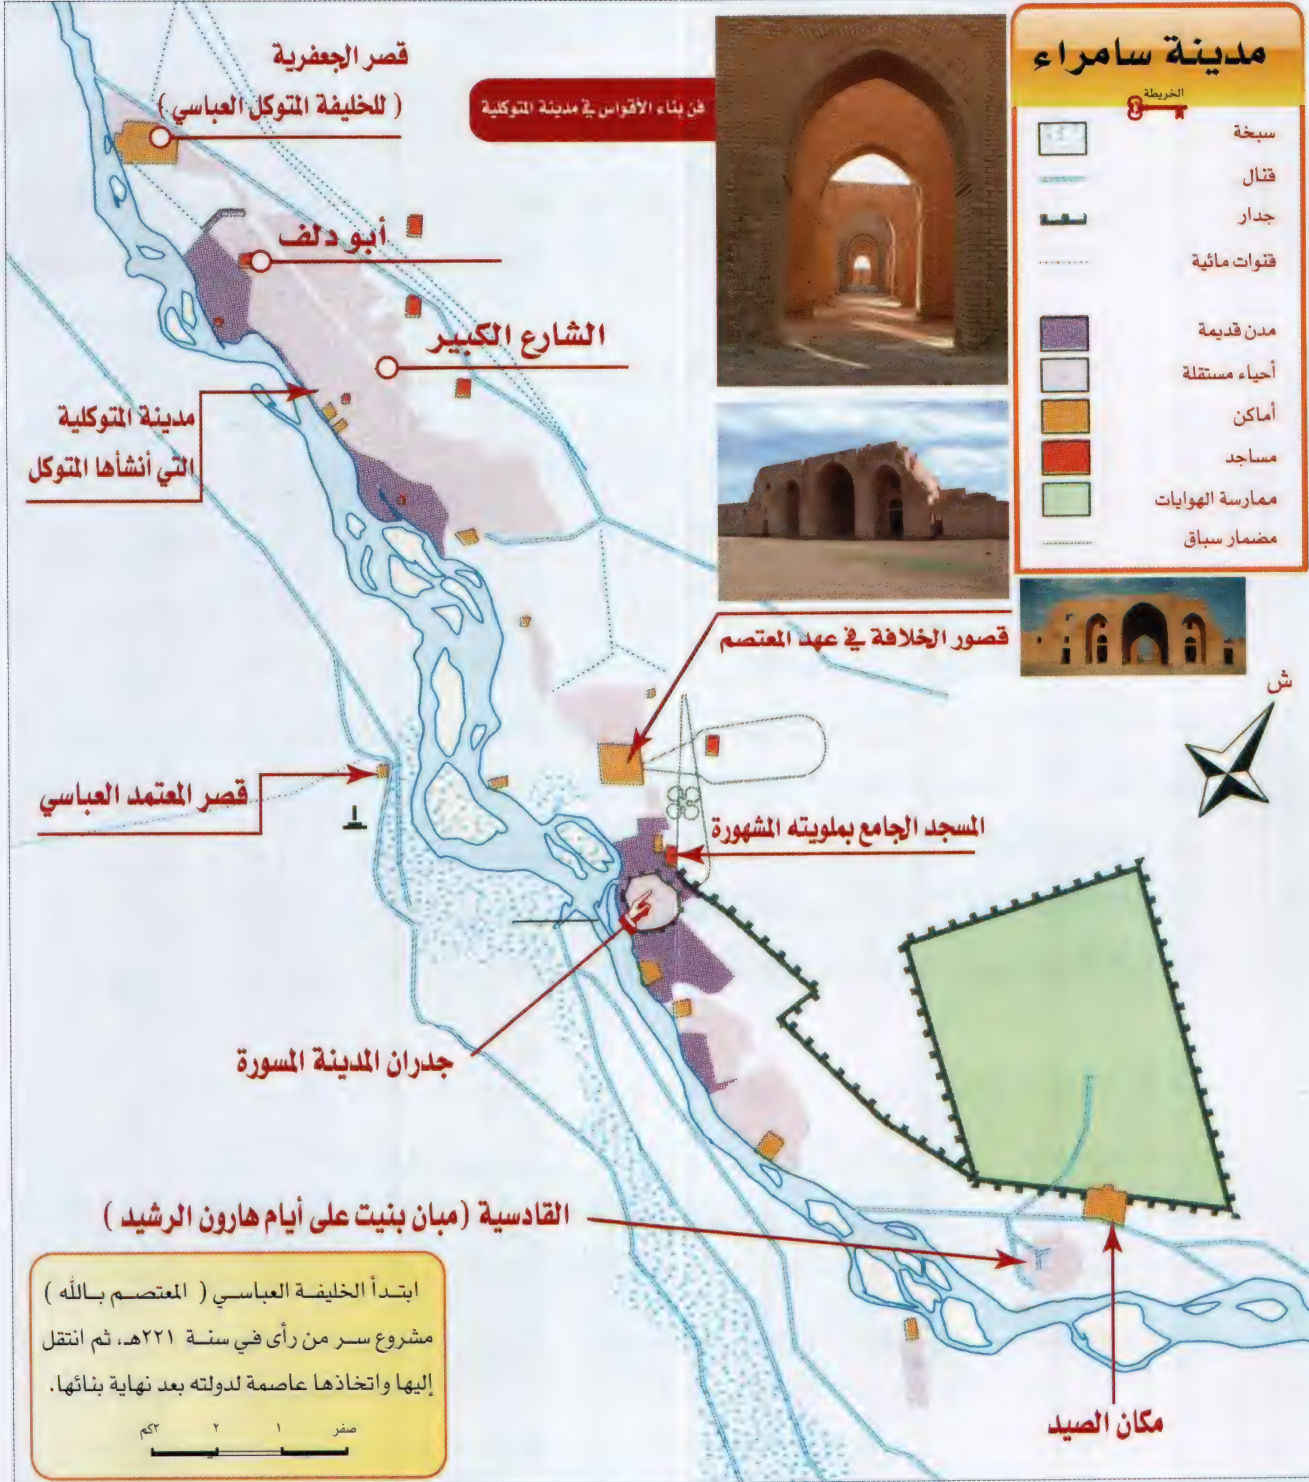 مدينة سامراء
الخريطة
سبخة
قنال
جدار
قنوات مائية
مدن قديمة
أحياء مستقلة
أماكن
مساجد
ممارسة الهوايات
مضمار سباق
قصر الجعفرية
( للخليفة المتوكل العباسي )
فن بناء الأقواس في مدينة المتوكلية
أبو دلف
الشارع الكبير
مدينة المتوكلية
التي أنشأها المتوكل
قصور الخلافة في عهد المعتصم
ش
قصر المعتمد العباسي
المسجد الجامع بملويته المشهورة
جدران المدينة المسورة
القادسية (مبان بنيت على أيام هارون الرشيد )
مكان الصيد
ابتدأ الخليفة العباسي ( المعتصم بالله )
مشروع سر من رأى في سنة ٢٢١هـ، ثم انتقل
إليها واتخاذها عاصمة لدولته بعد نهاية بنائها.
صفر ١ ٢ ٣كم